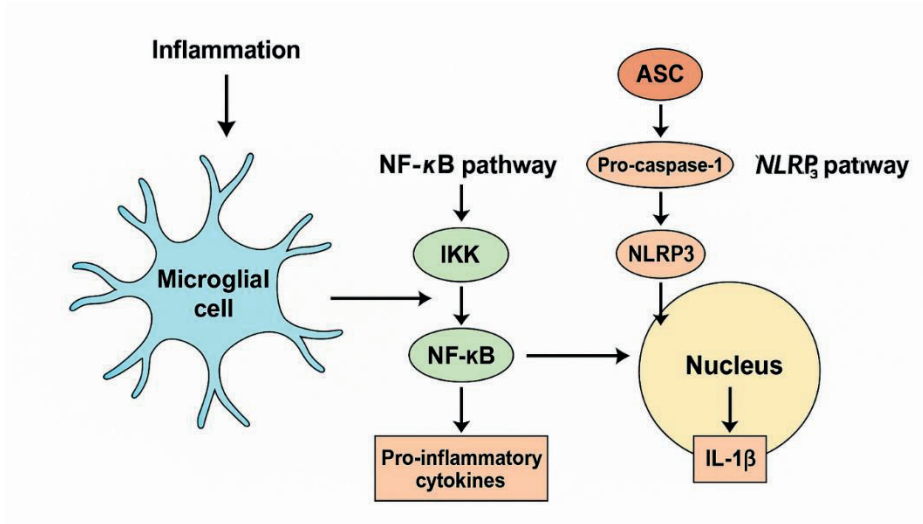 Inflammation
Microglial
cell
NF-κB pathway
IKK
NF-κB
Pro-inflammatory
cytokines
ASC
Pro-caspase-1
NLRP₃ patıway
NLRP3
Nucleus
IL-1β